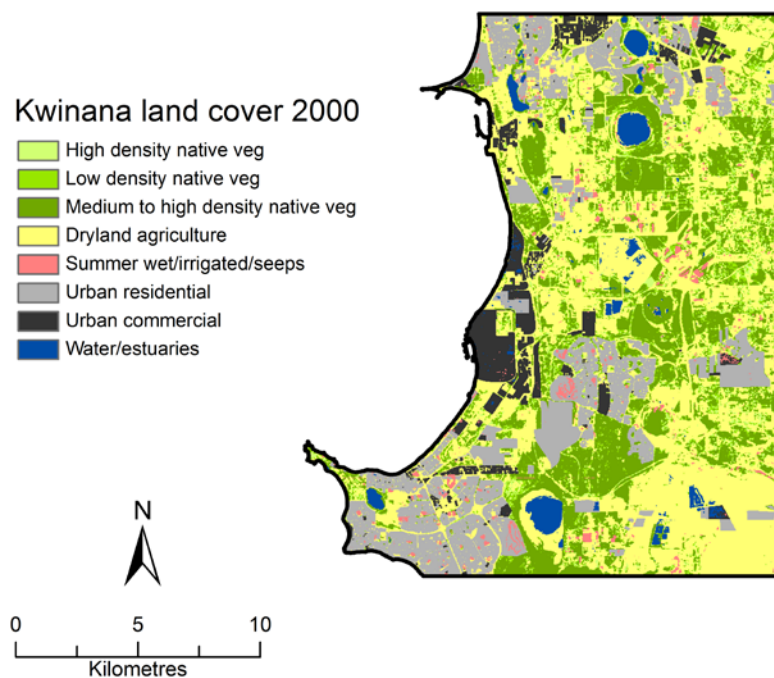 Kwinana land cover 2000
High density native veg
Low density native veg
Medium to high density native veg
Dryland agriculture
Summer wet/irrigated/seeps
Urban residential
Urban commercial
Water/estuaries
N
0 5 10
Kilometres